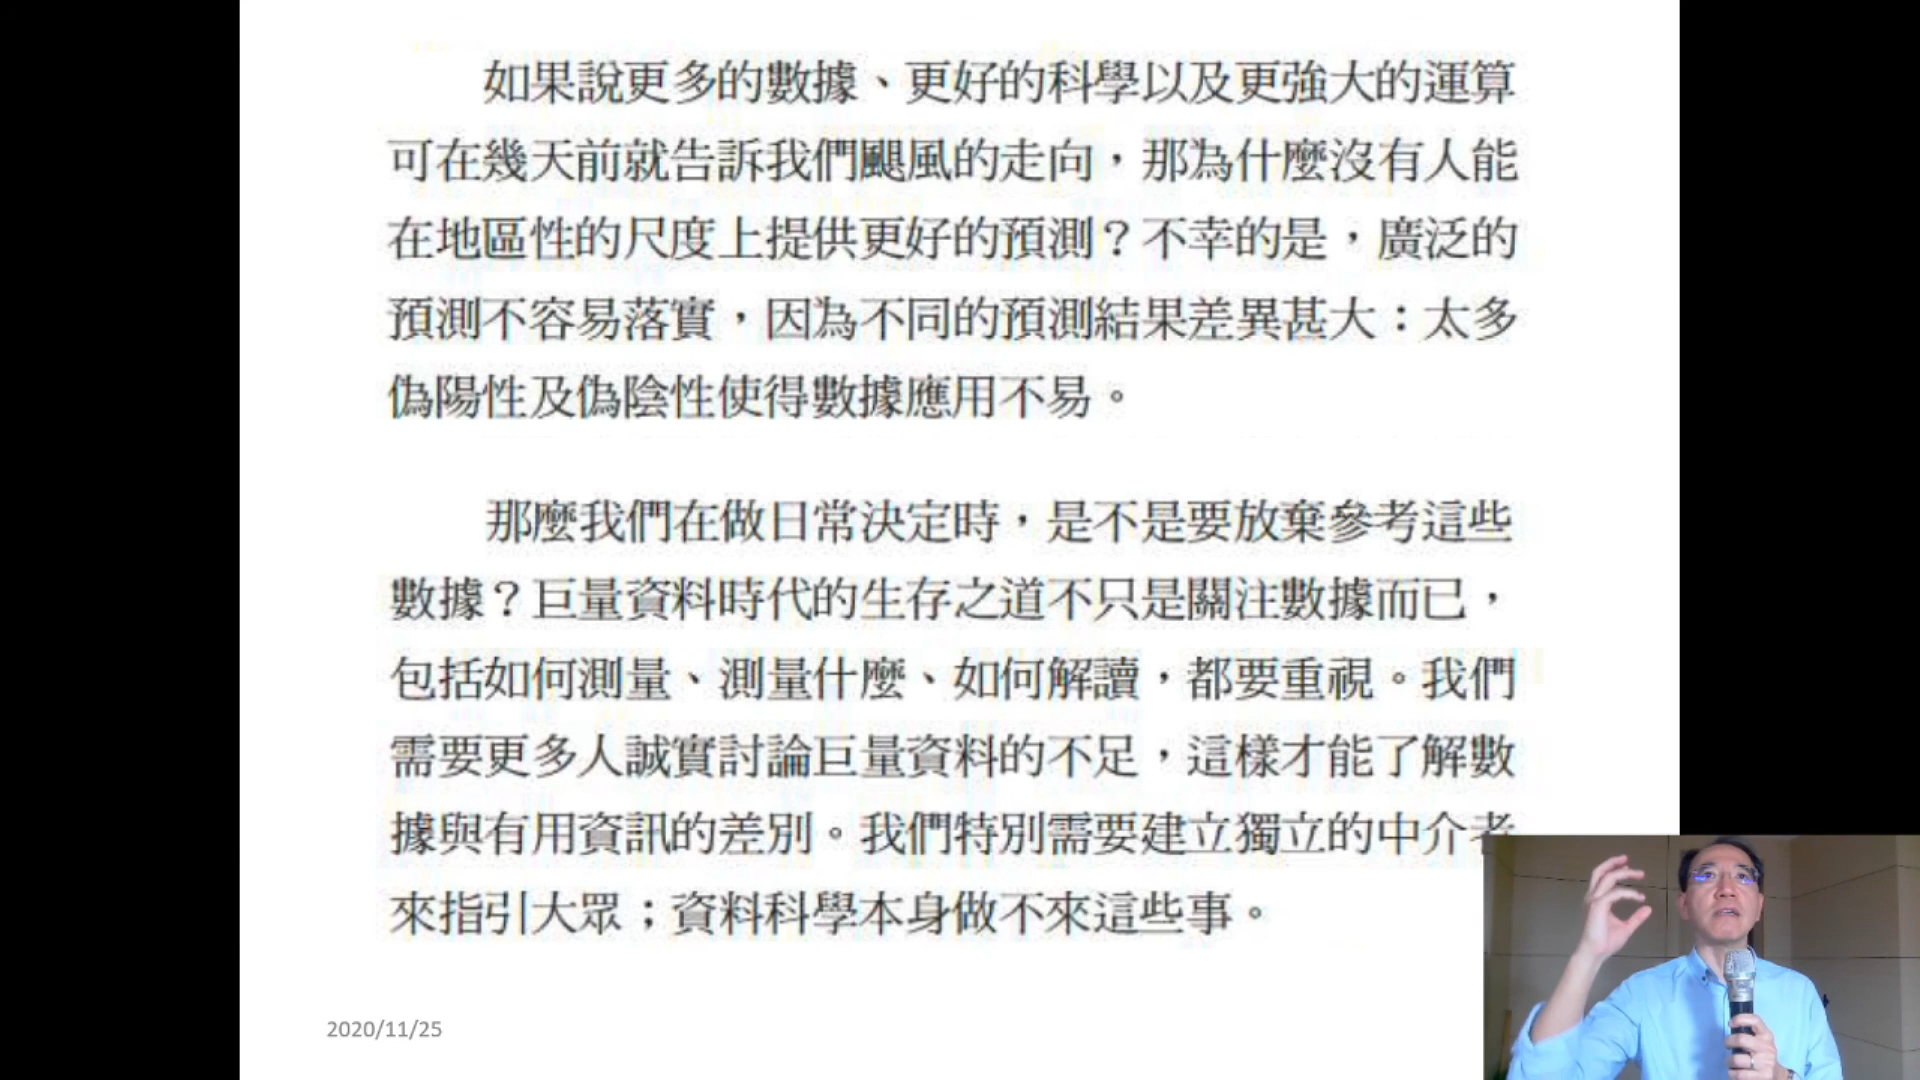 如果說更多的數據、更好的科學以及更強大的運算
可在幾天前就告訴我們颶風的走向，那為什麼沒有人能
在地區性的尺度上提供更好的預測？不幸的是，廣泛的
預測不容易落實，因為不同的預測結果差異甚大：太多
偽陽性及偽陰性使得數據應用不易。
那麼我們在做日常決定時，是不是要放棄參考這些
數據？巨量資料時代的生存之道不只是關注數據而已，
包括如何測量、測量什麼、如何解讀，都要重視。我們
需要更多人誠實討論巨量資料的不足，這樣才能了解數
據與有用資訊的差別。我們特別需要建立獨立的中介者
來指引大眾；資料科學本身做不來這些事。
2020/11/25